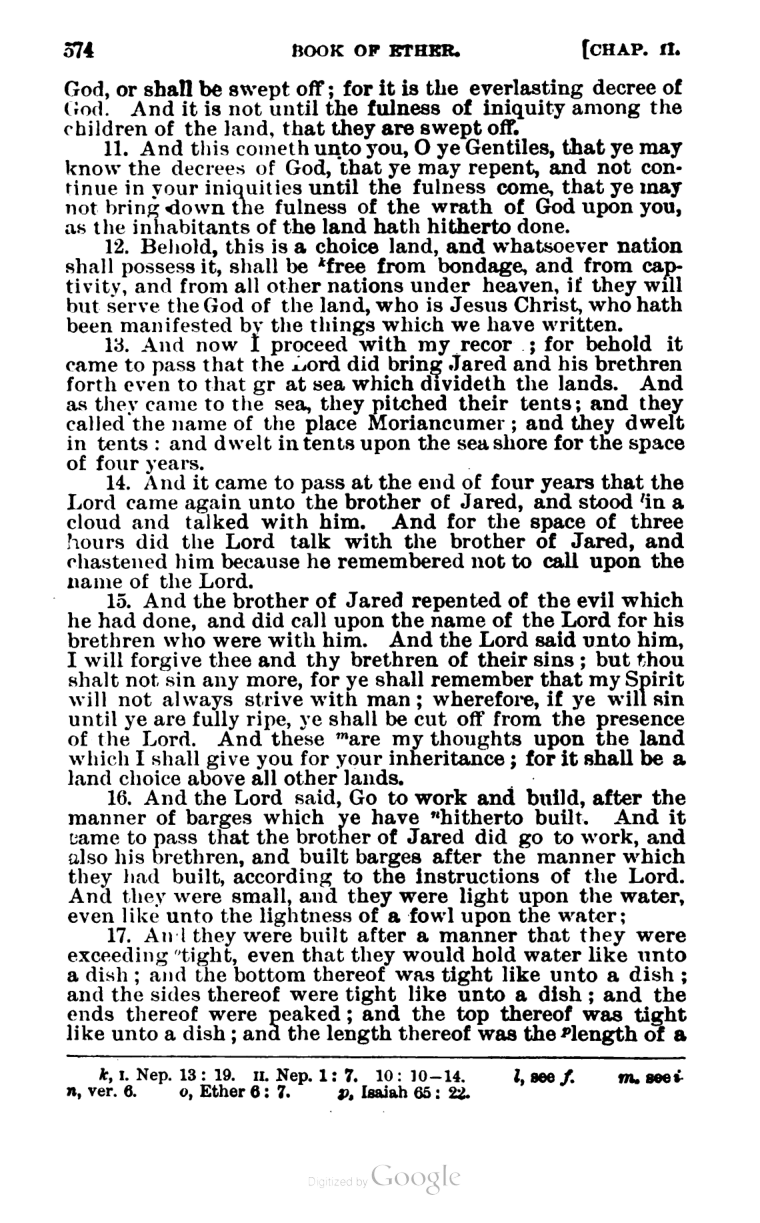 574 BOOK OF ETHER. [CHAP. II.
God, or shall be swept off; for it is the everlasting decree of
God. And it is not until the fulness of iniquity among the
children of the land, that they are swept off.
11. And this cometh unto you, O ye Gentiles, that ye may
know the decrees of God, that ye may repent, and not con-
tinue in your iniquities until the fulness come, that ye may
not bring down the fulness of the wrath of God upon you,
as the inhabitants of the land hath hitherto done.
12. Behold, this is a choice land, and whatsoever nation
shall possess it, shall be ᵏfree from bondage, and from cap-
tivity, and from all other nations under heaven, if they will
but serve the God of the land, who is Jesus Christ, who hath
been manifested by the things which we have written.
13. And now I proceed with my recor ; for behold it
came to pass that the Lord did bring Jared and his brethren
forth even to that gr at sea which divideth the lands. And
as they came to the sea, they pitched their tents; and they
called the name of the place Moriancumer; and they dwelt
in tents: and dwelt in tents upon the sea shore for the space
of four years.
14. And it came to pass at the end of four years that the
Lord came again unto the brother of Jared, and stood ˡin a
cloud and talked with him. And for the space of three
hours did the Lord talk with the brother of Jared, and
chastened him because he remembered not to call upon the
name of the Lord.
15. And the brother of Jared repented of the evil which
he had done, and did call upon the name of the Lord for his
brethren who were with him. And the Lord said unto him,
I will forgive thee and thy brethren of their sins; but thou
shalt not sin any more, for ye shall remember that my Spirit
will not always strive with man; wherefore, if ye will sin
until ye are fully ripe, ye shall be cut off from the presence
of the Lord. And these ᵐare my thoughts upon the land
which I shall give you for your inheritance; for it shall be a
land choice above all other lands.
16. And the Lord said, Go to work and build, after the
manner of barges which ye have ⁿhitherto built. And it
came to pass that the brother of Jared did go to work, and
also his brethren, and built barges after the manner which
they had built, according to the instructions of the Lord.
And they were small, and they were light upon the water,
even like unto the lightness of a fowl upon the water;
17. And they were built after a manner that they were
exceeding ᵒtight, even that they would hold water like unto
a dish; and the bottom thereof was tight like unto a dish;
and the sides thereof were tight like unto a dish; and the
ends thereof were peaked; and the top thereof was tight
like unto a dish; and the length thereof was the ᵖlength of a
k, I. Nep. 13: 19. II. Nep. 1: 7. 10: 10—14. l, see f. m. see i.
n, ver. 6. o, Ether 6: 7. p, Isaiah 65: 22.
Digitized by Google